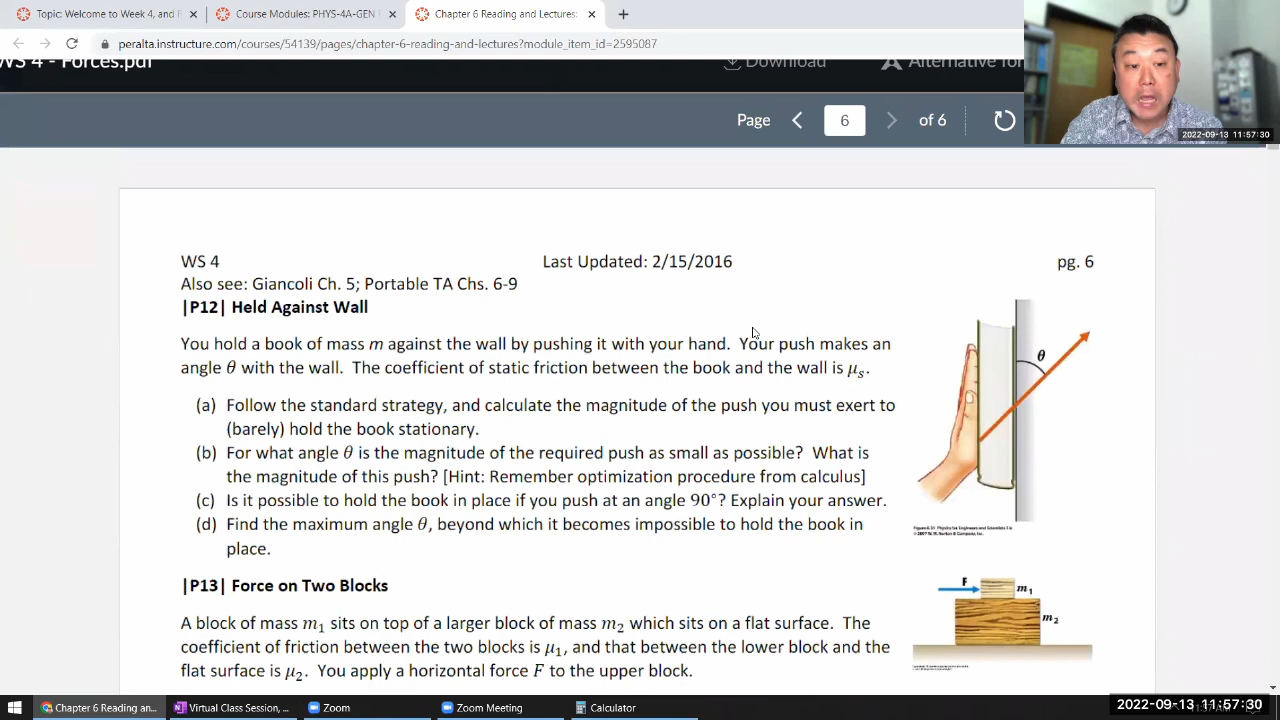 Topic: Welcome to Week 4, and F
Course Modules: PHYS-4A-GEN
Chapter 6 Reading and Lectures:
peralta.instructure.com/courses/54139/pages/chapter-6-reading-and-lectures?module_item_id=2595087
WS 4 - Forces.pdf
Download
Alternative for
Page 6 of 6
2022-09-13 11:57:30
WS 4 Last Updated: 2/15/2016 pg. 6
Also see: Giancoli Ch. 5; Portable TA Chs. 6-9
|P12| Held Against Wall
You hold a book of mass m against the wall by pushing it with your hand. Your push makes an
angle θ with the wall. The coefficient of static friction between the book and the wall is μs.
(a) Follow the standard strategy, and calculate the magnitude of the push you must exert to
(barely) hold the book stationary.
(b) For what angle θ is the magnitude of the required push as small as possible? What is
the magnitude of this push? [Hint: Remember optimization procedure from calculus]
(c) Is it possible to hold the book in place if you push at an angle 90°? Explain your answer.
(d) Find the maximum angle θ, beyond which it becomes impossible to hold the book in
place.
θ
|P13| Force on Two Blocks
A block of mass m1 sits on top of a larger block of mass m2 which sits on a flat surface. The
coefficient of friction between the two blocks is μ1, and that between the lower block and the
flat surface is μ2. You apply a horizontal force F to the upper block.
F
m1
m2
Chapter 6 Reading an...
Virtual Class Session, ...
Zoom
Zoom Meeting
Calculator
2022-09-13 11:57:30